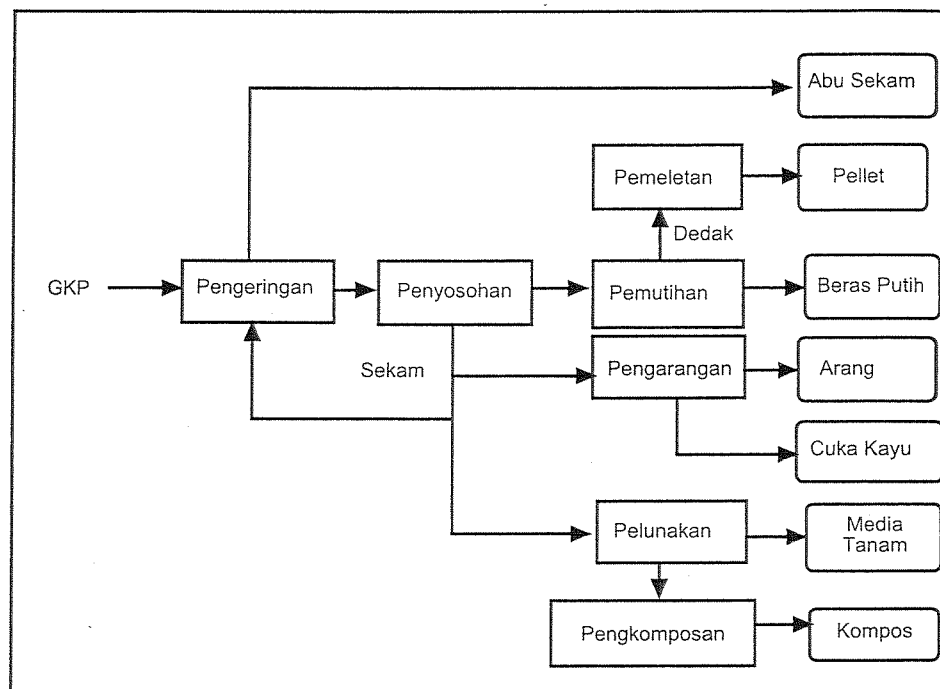 Abu Sekam
Pemeletan
Pellet
Dedak
GKP
Pengeringan
Penyosohan
Pemutihan
Beras Putih
Sekam
Pengarangan
Arang
Cuka Kayu
Pelunakan
Media
Tanam
Pengkomposan
Kompos